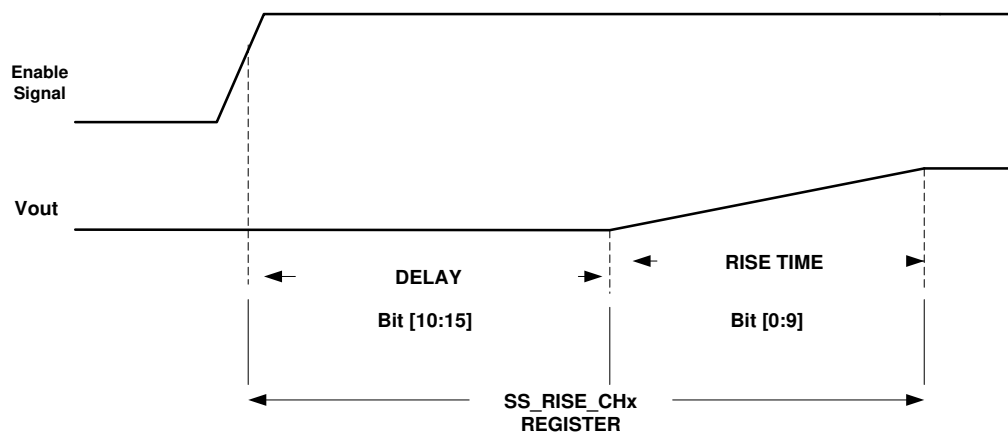 Enable
Signal
Vout
DELAY
RISE TIME
Bit [10:15]
Bit [0:9]
SS_RISE_CHx
REGISTER